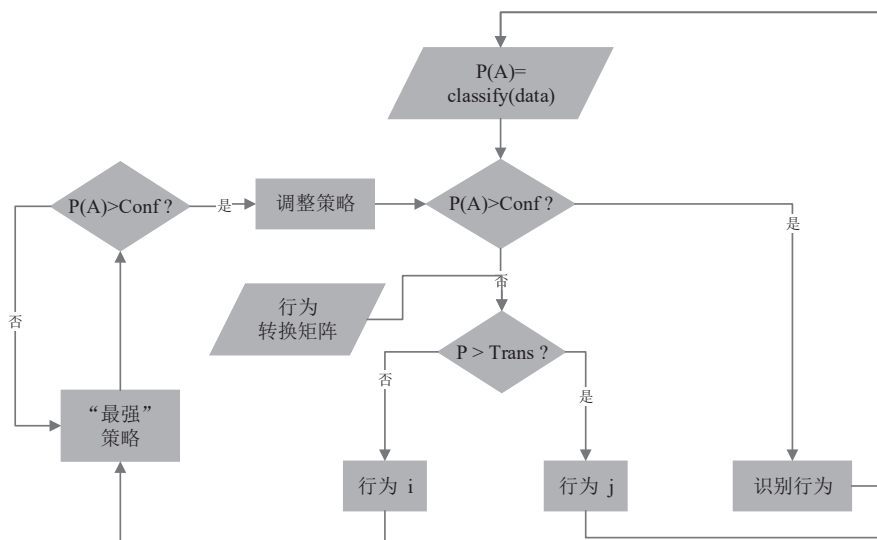 P(A)=
classify(data)
P(A)>Conf ?
是
调整策略
P(A)>Conf ?
是
否
行为
转换矩阵
否
P > Trans ?
否
是
“最强”
策略
行为 i
行为 j
识别行为